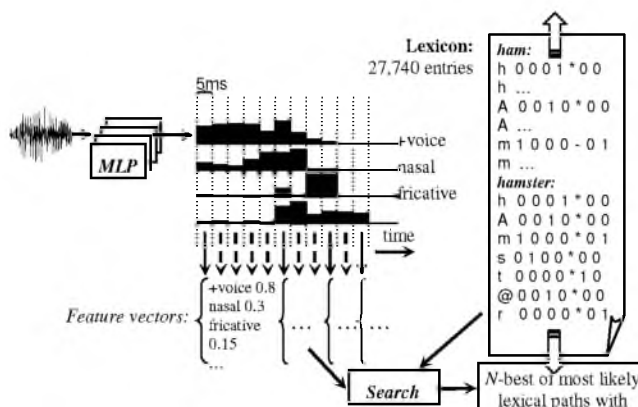 Lexicon:
27,740 entries
5ms
MLP
+voice
nasal
fricative
time
Feature vectors:
+voice 0.8
nasal 0.3
fricative
0.15
...
...
...
...
ham:
h 0 0 0 1 * 0 0
h ...
A 0 0 1 0 * 0 0
A ...
m 1 0 0 0 - 0 1
m ...
hamster:
h 0 0 0 1 * 0 0
A 0 0 1 0 * 0 0
m 1 0 0 0 * 0 1
s 0 1 0 0 * 0 0
t 0 0 0 0 * 1 0
@ 0 0 1 0 * 0 0
r 0 0 0 0 * 0 1
Search
N-best of most likely
lexical paths with